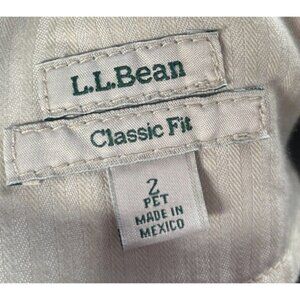 L.L.Bean
Classic Fit
2
PET
MADE IN
MEXICO